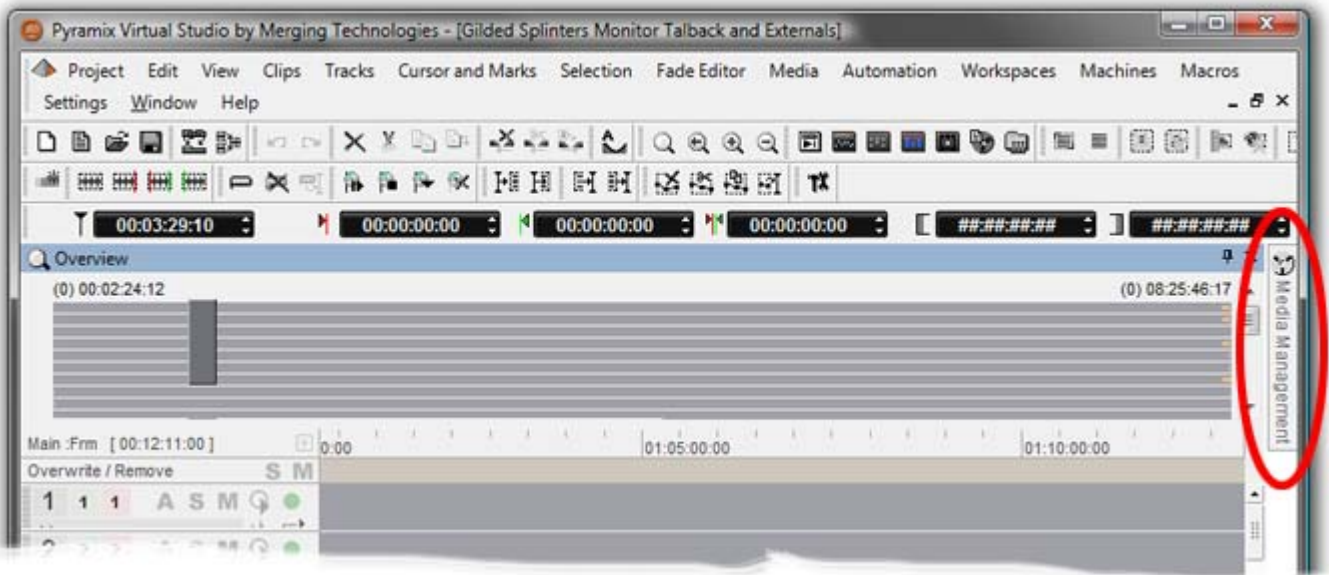 Pyramix Virtual Studio by Merging Technologies - [Gilded Splinters Monitor Talback and Externals]
Project Edit View Clips Tracks Cursor and Marks Selection Fade Editor Media Automation Workspaces Machines Macros
Settings Window Help
00:03:29:10 00:00:00:00 00:00:00:00 00:00:00:00 ##:##:##:## ##:##:##:##
Overview
(0) 00:02:24:12 (0) 08:25:46:17
Media Management
Main :Frm [ 00:12:11:00 ] 0:00 01:05:00:00 01:10:00:00
Overwrite / Remove S M
1 1 1 A S M